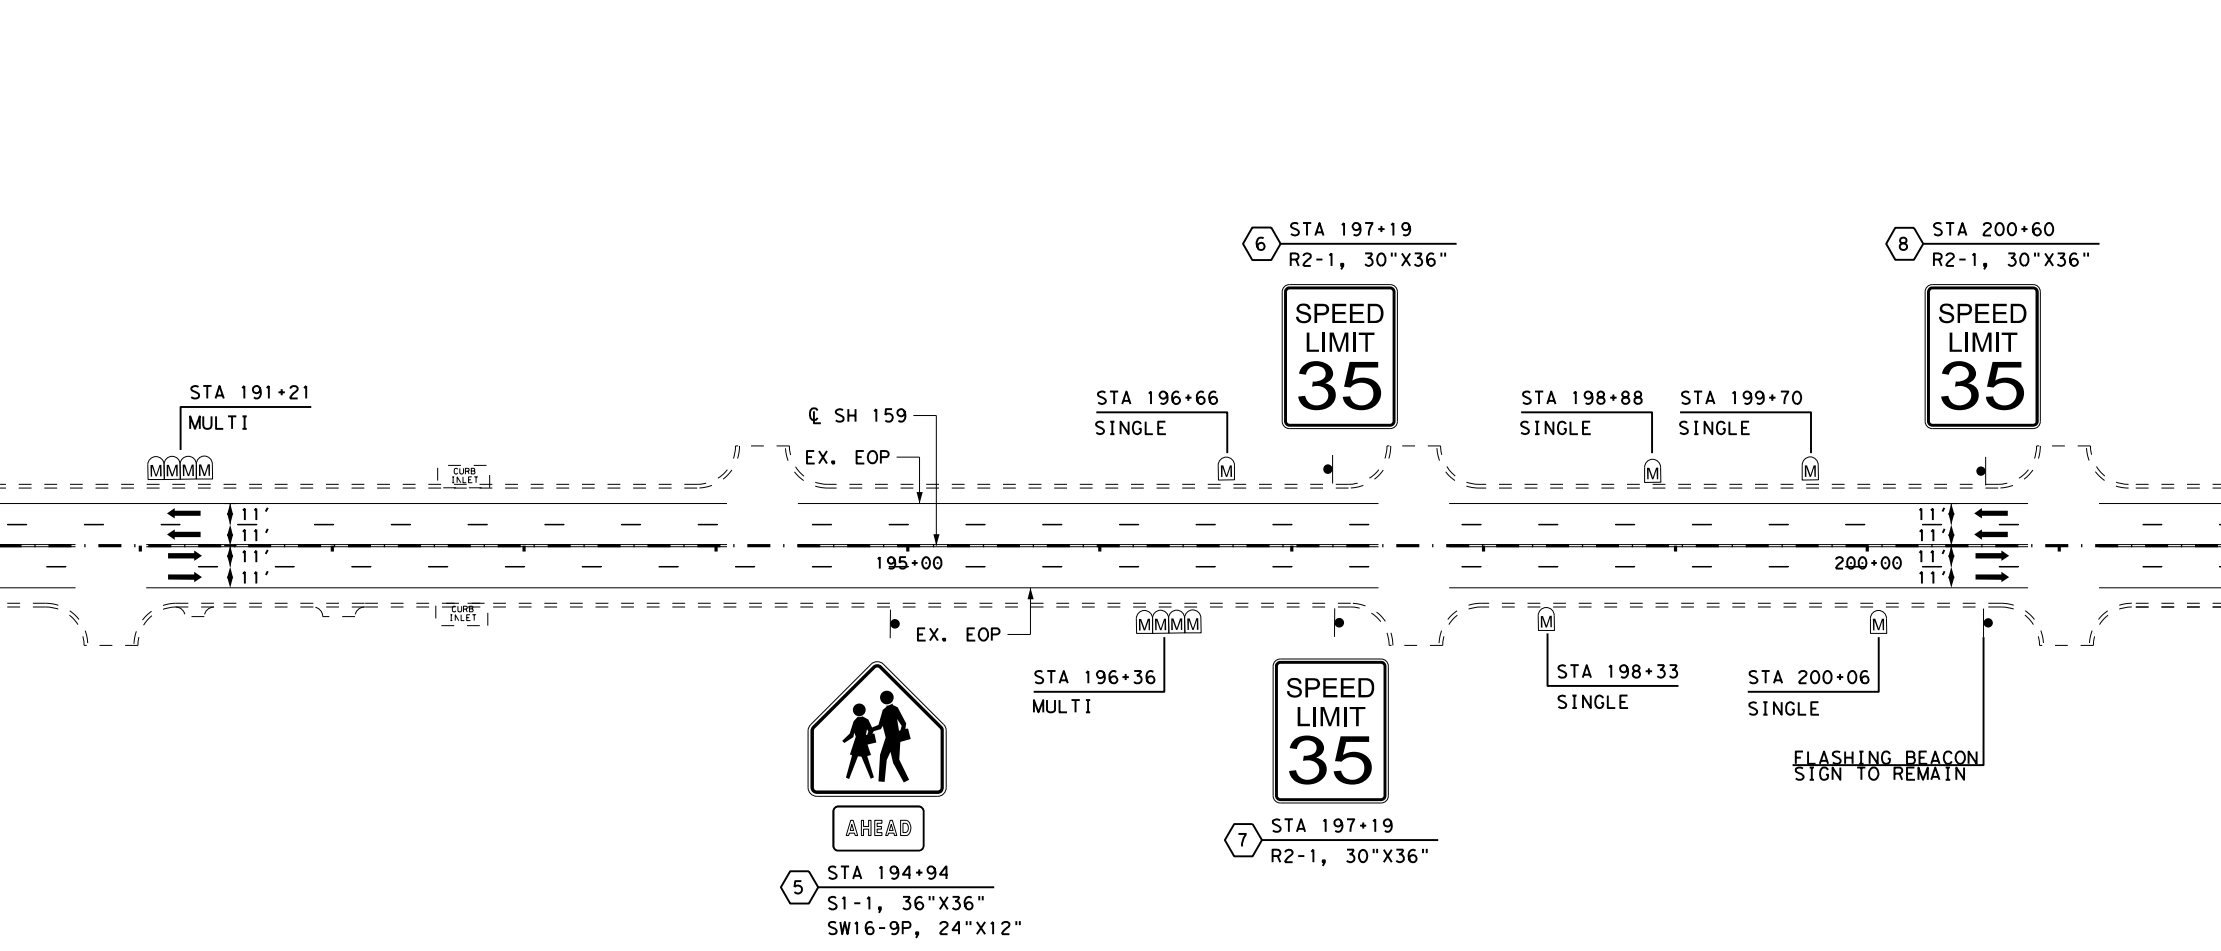 6
STA 197+19
R2-1, 30"X36"
SPEED
LIMIT
35
8
STA 200+60
R2-1, 30"X36"
SPEED
LIMIT
35
STA 191+21
MULTI
STA 196+66
SINGLE
STA 198+88
SINGLE
STA 199+70
SINGLE
℄ SH 159
EX. EOP
M M M M
CURB
INLET
M
M
M
11'
11'
11'
11'
11'
11'
11'
11'
195+00
200+00
CURB
INLET
EX. EOP
M M M M
M
M
STA 196+36
MULTI
STA 198+33
SINGLE
STA 200+06
SINGLE
FLASHING BEACON
SIGN TO REMAIN
SPEED
LIMIT
35
7
STA 197+19
R2-1, 30"X36"
AHEAD
5
STA 194+94
S1-1, 36"X36"
SW16-9P, 24"X12"